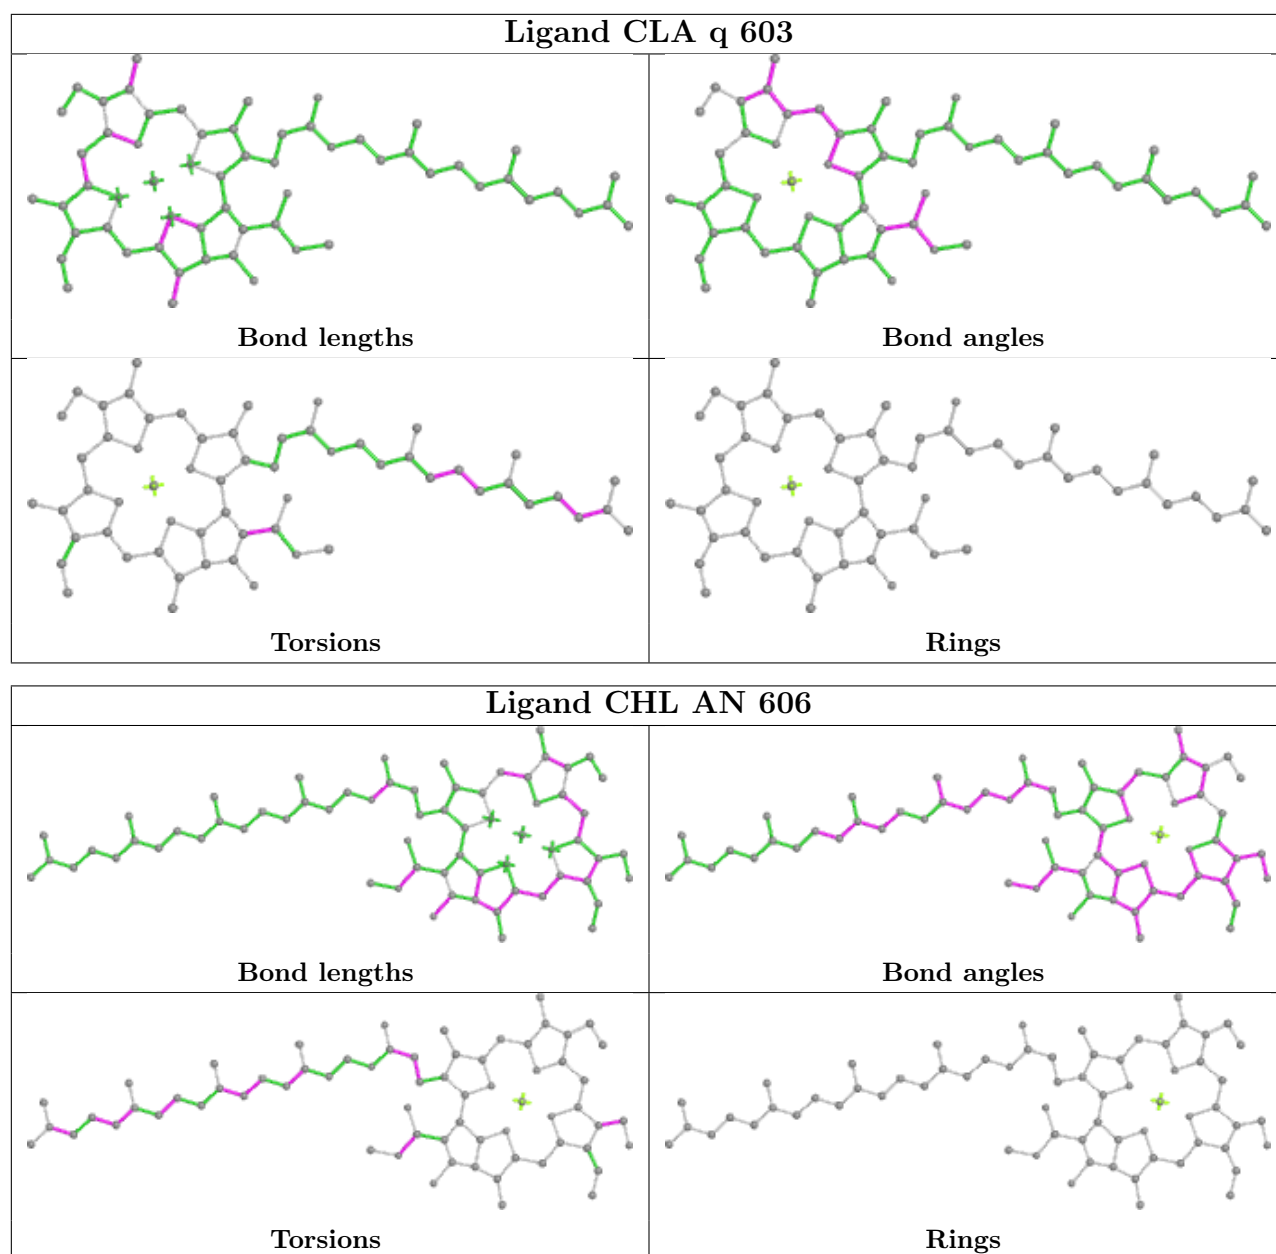 Ligand CLA q 603
Bond lengths
Bond angles
Torsions
Rings
Ligand CHL AN 606
Bond lengths
Bond angles
Torsions
Rings